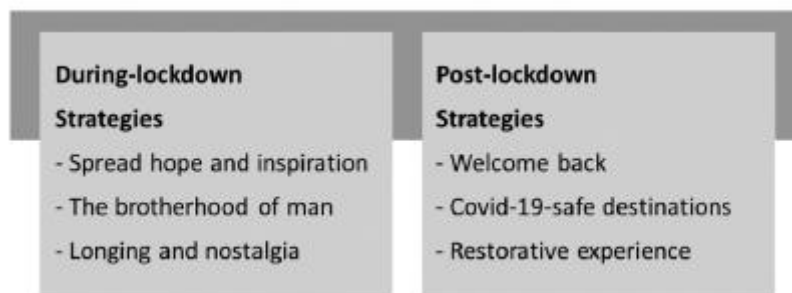 During-lockdown
Strategies
- Spread hope and inspiration
- The brotherhood of man
- Longing and nostalgia
Post-lockdown
Strategies
- Welcome back
- Covid-19-safe destinations
- Restorative experience